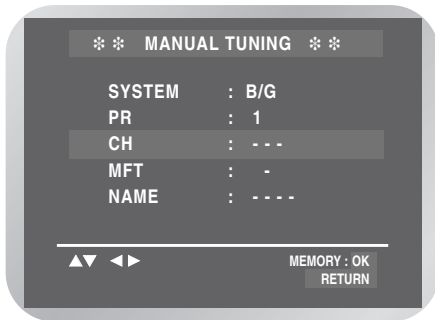 ❇❇ MANUAL TUNING ❇❇
SYSTEM : B/G
PR : 1
CH : - - -
MFT : -
NAME : - - - -
▲▼ ◄► MEMORY : OK
RETURN